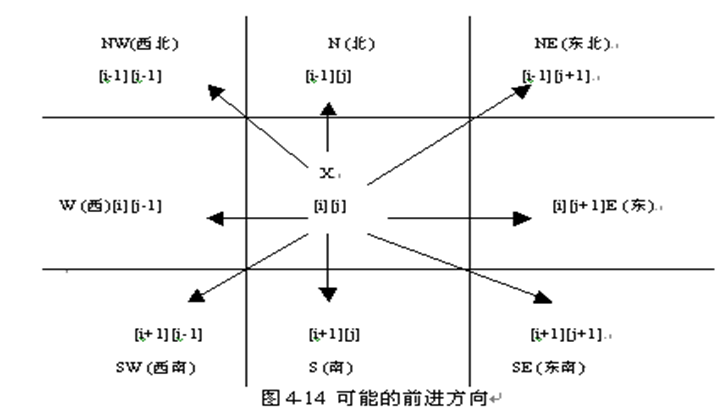 NW(西北) N (北) NE (东北)
[i-1][j-1] [i-1][j] [i-1][j+1]
X
W (西)[i][j-1] [i][j] [i][j+1]E (东)
[i+1][j-1] [i+1][j] [i+1][j+1]
SW (西南) S (南) SE (东南)
图 4-14 可能的前进方向